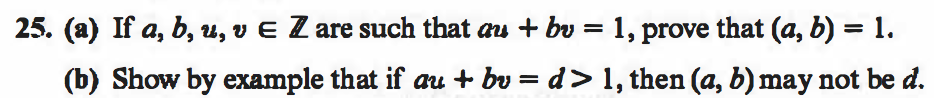 25. (a) If a, b, u, v ∈ ℤ are such that au + bv = 1, prove that (a, b) = 1.
(b) Show by example that if au + bv = d > 1, then (a, b) may not be d.